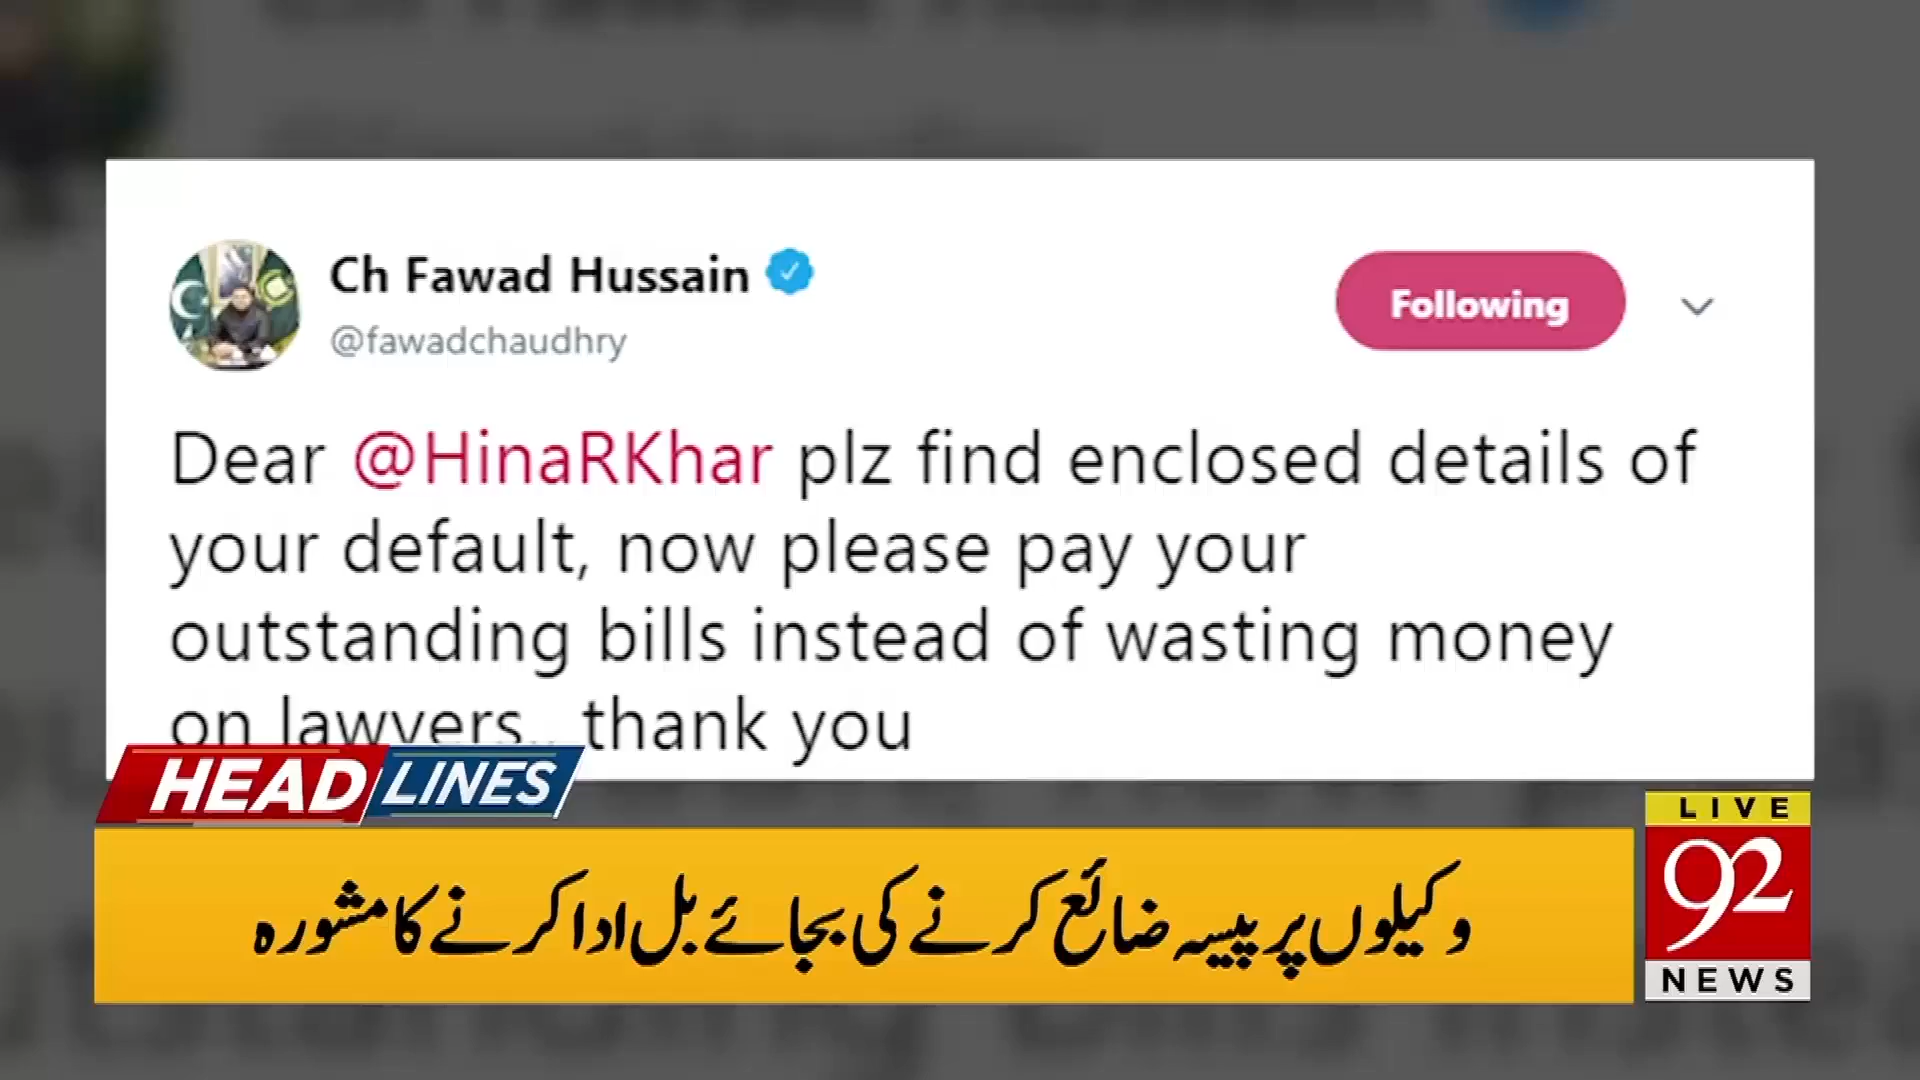 Ch Fawad Hussain
@fawadchaudhry
Following
Dear @HinaRKhar plz find enclosed details of
your default, now please pay your
outstanding bills instead of wasting money
on lawyers.. thank you
HEADLINES
LIVE
92
NEWS
وکیلوں پر پیسہ ضائع کرنے کی بجائے بل ادا کرنے کا مشورہ